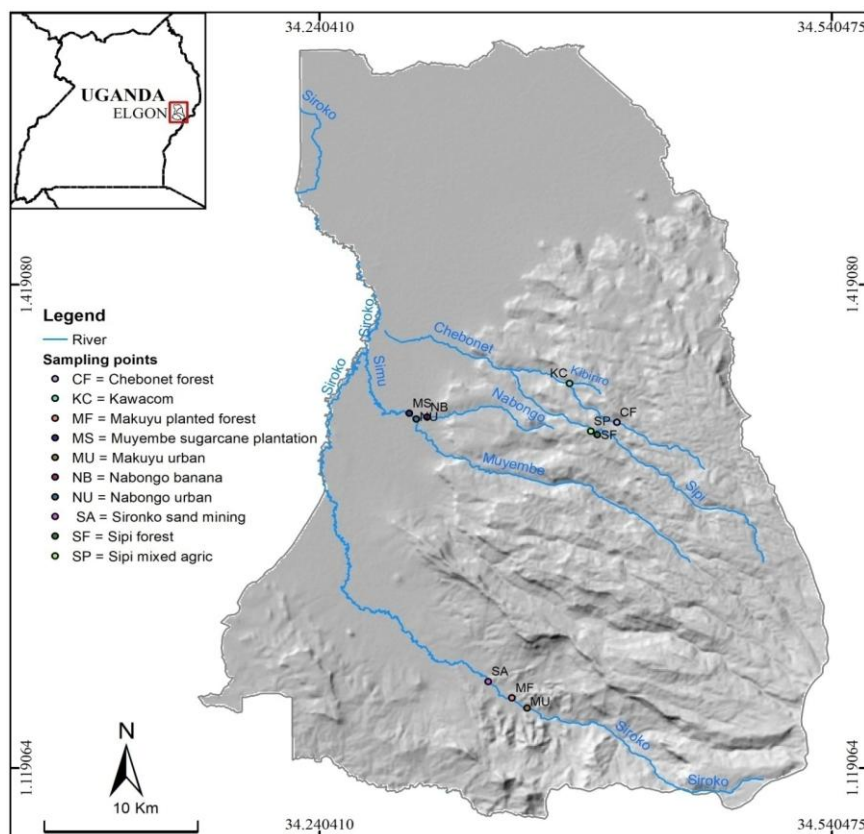 34.240410
34.540475
UGANDA
ELGON
Siroko
1.419080
1.419080
Siroko
Siroko
Simu
Chebonet
Kibiriro
KC
CF
SP
SF
Nabongo
MS
NB
NU
Muyembe
Sipi
Legend
River
Sampling points
CF = Chebonet forest
KC = Kawacom
MF = Makuyu planted forest
MS = Muyembe sugarcane plantation
MU = Makuyu urban
NB = Nabongo banana
NU = Nabongo urban
SA = Sironko sand mining
SF = Sipi forest
SP = Sipi mixed agric
SA
MF
MU
Siroko
Siroko
N
10 Km
1.119064
1.119064
34.240410
34.540475